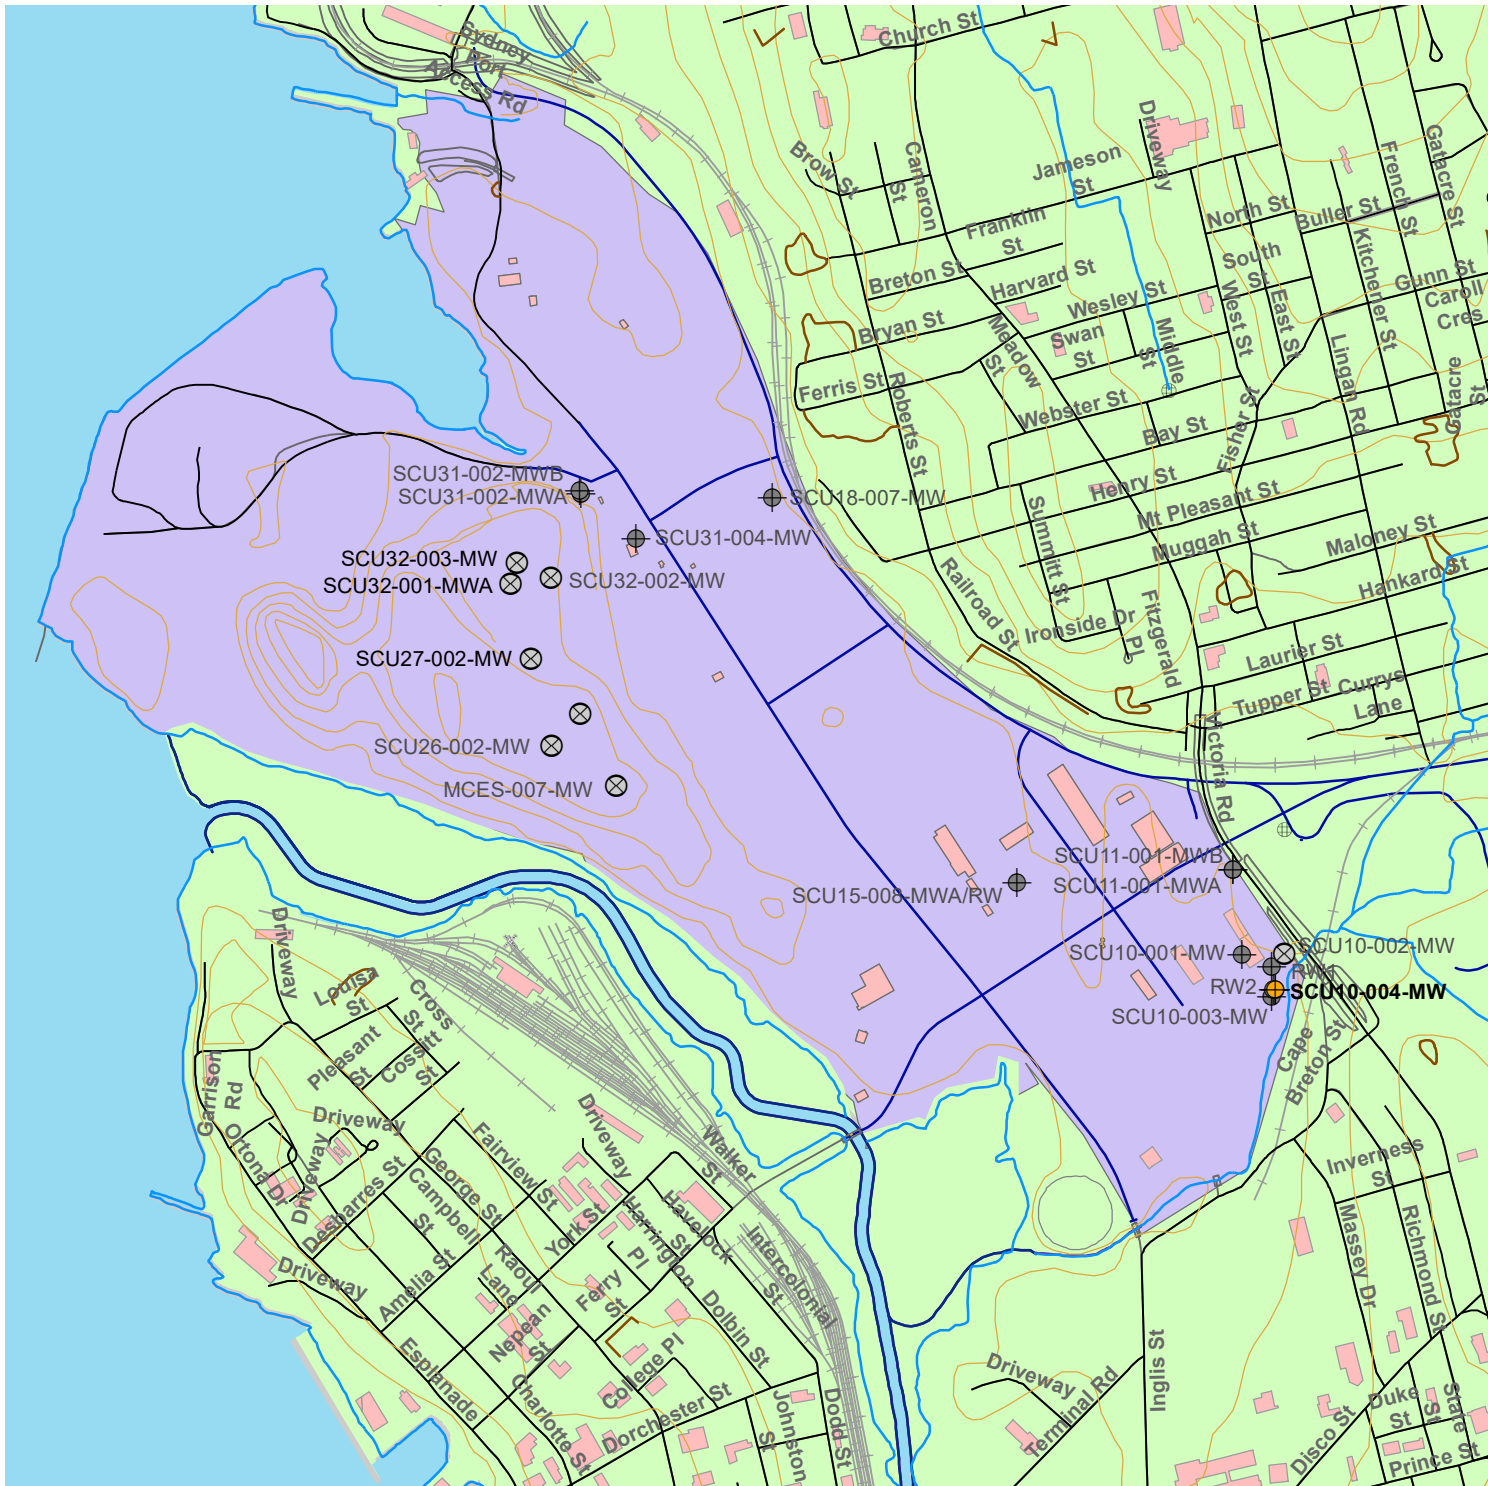 Church St
Sydney
Port
Access Rd
Driveway
Gatacre St
French St
Jameson
St
Brow St
Cameron
St
North St
Buller St
Franklin
St
South
St
Kitchener St
Gunn St
Breton St
Harvard St
Caroll
Cres
Wesley St
West St
East St
Bryan St
Meadow
St
Swan
St
Middle
St
Lingan Rd
Ferris St
Roberts St
Gatacre
St
Webster St
Bay St
Fisher St
SCU31-002-MWB
SCU31-002-MWA
SCU18-007-MW
Henry St
Mt Pleasant St
SCU31-004-MW
Summitt St
Muggah St
Maloney St
SCU32-003-MW
SCU32-001-MWA
SCU32-002-MW
Railroad St
Hankard St
Ironside Dr
Fitzgerald
Pl
SCU27-002-MW
Laurier St
Tupper St
Currys
Lane
SCU26-002-MW
Victoria Rd
MCES-007-MW
SCU11-001-MWB
SCU11-001-MWA
SCU15-008-MWA/RW
SCU10-001-MW
SCU10-002-MW
RW1
RW2
SCU10-004-MW
SCU10-003-MW
Driveway
Louisa
St
Cross
St
Pleasant
St
Cossitt
St
Cape
Breton St
Garrison
Rd
Driveway
Driveway
Walker
St
Ortona Dr
Driveway
Fairview St
Inverness
St
Desbarres St
George St
Campbell
St
York St
Harrington
Pl
Havelock
St
Massey Dr
Richmond St
Driveway
Amelia St
Raoul
Lane
Ferry
St
Intercolonial
St
Dolbin St
Nepean
St
Esplanade
College Pl
Inglis St
Driveway
Terminal Rd
Charlotte St
Dorchester St
Johnston
St
Dodd St
Disco St
Duke
St
State
St
Prince St